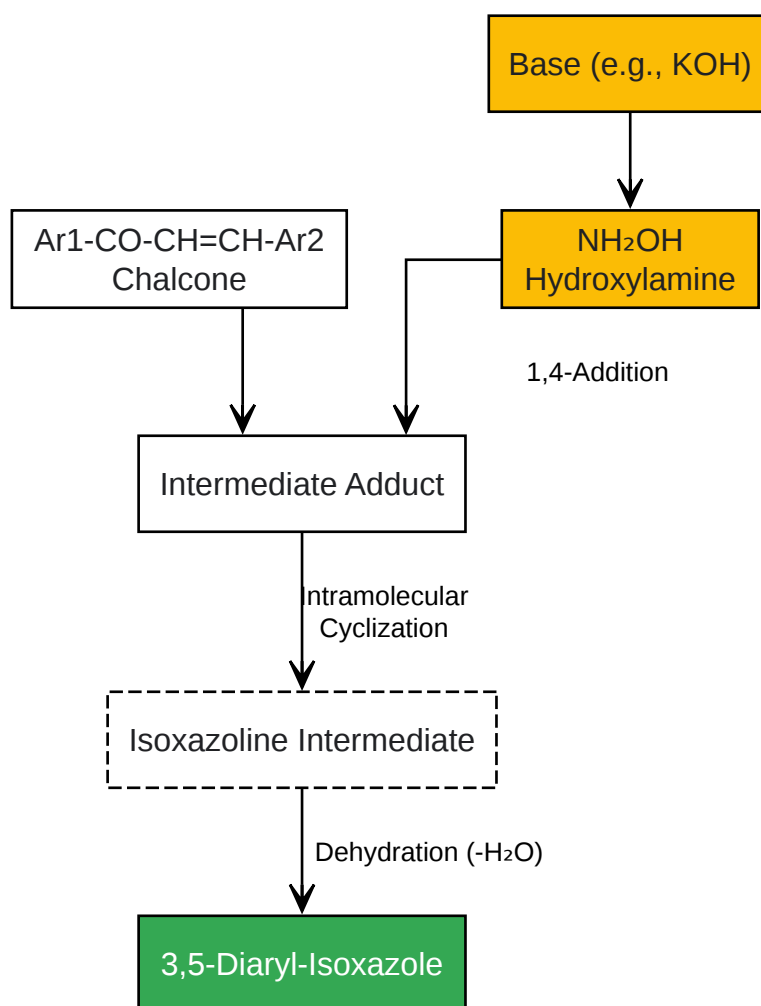 Base (e.g., KOH)
Ar1-CO-CH=CH-Ar2
Chalcone
NH₂OH
Hydroxylamine
1,4-Addition
Intermediate Adduct
Intramolecular
Cyclization
Isoxazoline Intermediate
Dehydration (-H₂O)
3,5-Diaryl-Isoxazole